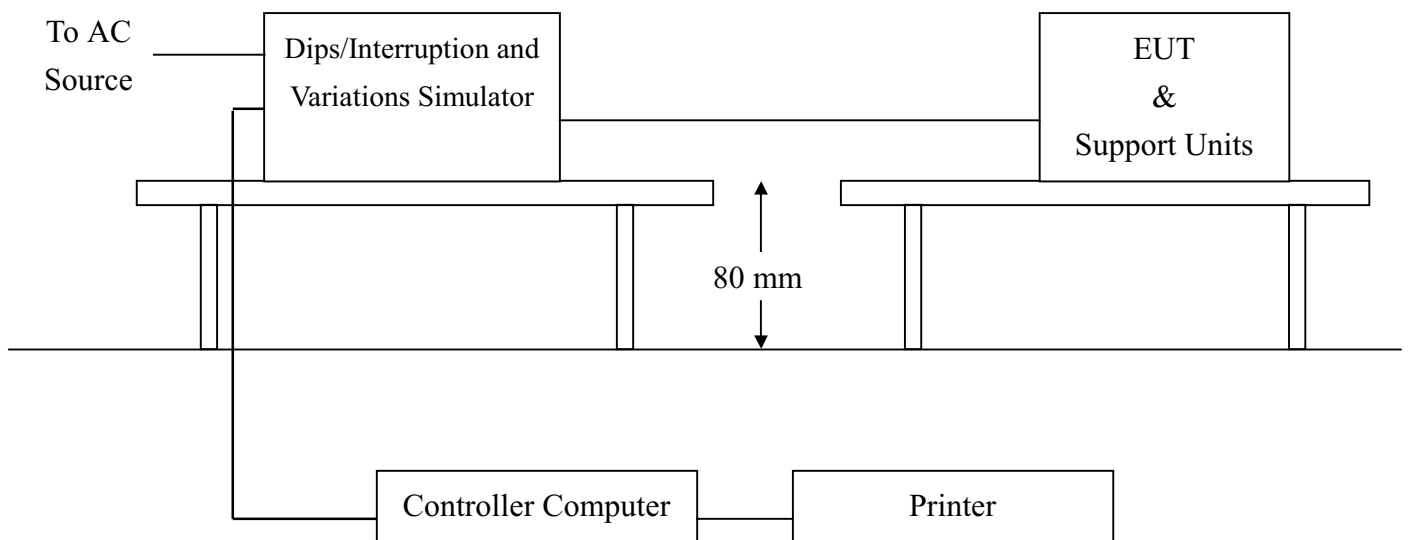 To AC
Source
Dips/Interruption and
Variations Simulator
EUT
&
Support Units
80 mm
Controller Computer
Printer